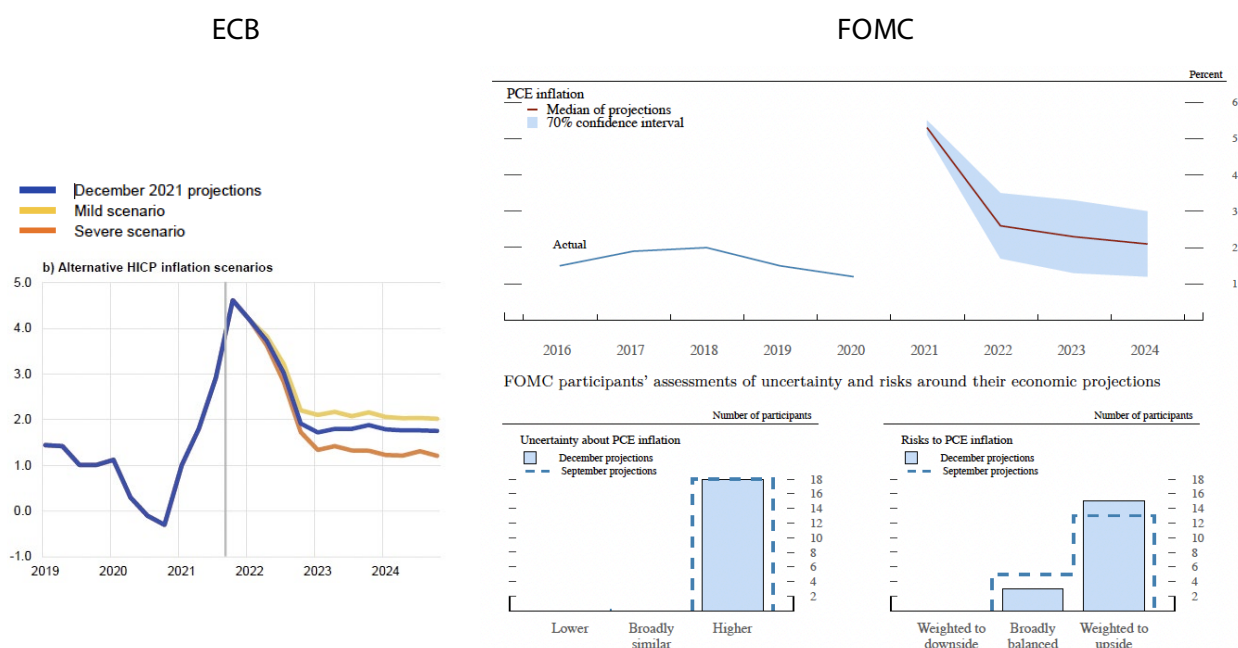 ECB
FOMC
December 2021 projections
Mild scenario
Severe scenario
b) Alternative HICP inflation scenarios
5.0
4.0
3.0
2.0
1.0
0.0
-1.0
2019 2020 2021 2022 2023 2024
Percent
PCE inflation
Median of projections
70% confidence interval
Actual
6
5
4
3
2
1
2016 2017 2018 2019 2020 2021 2022 2023 2024
FOMC participants' assessments of uncertainty and risks around their economic projections
Number of participants
Uncertainty about PCE inflation
December projections
September projections
18
16
14
12
10
8
6
4
2
Lower Broadly similar Higher
Number of participants
Risks to PCE inflation
December projections
September projections
18
16
14
12
10
8
6
4
2
Weighted to downside Broadly balanced Weighted to upside